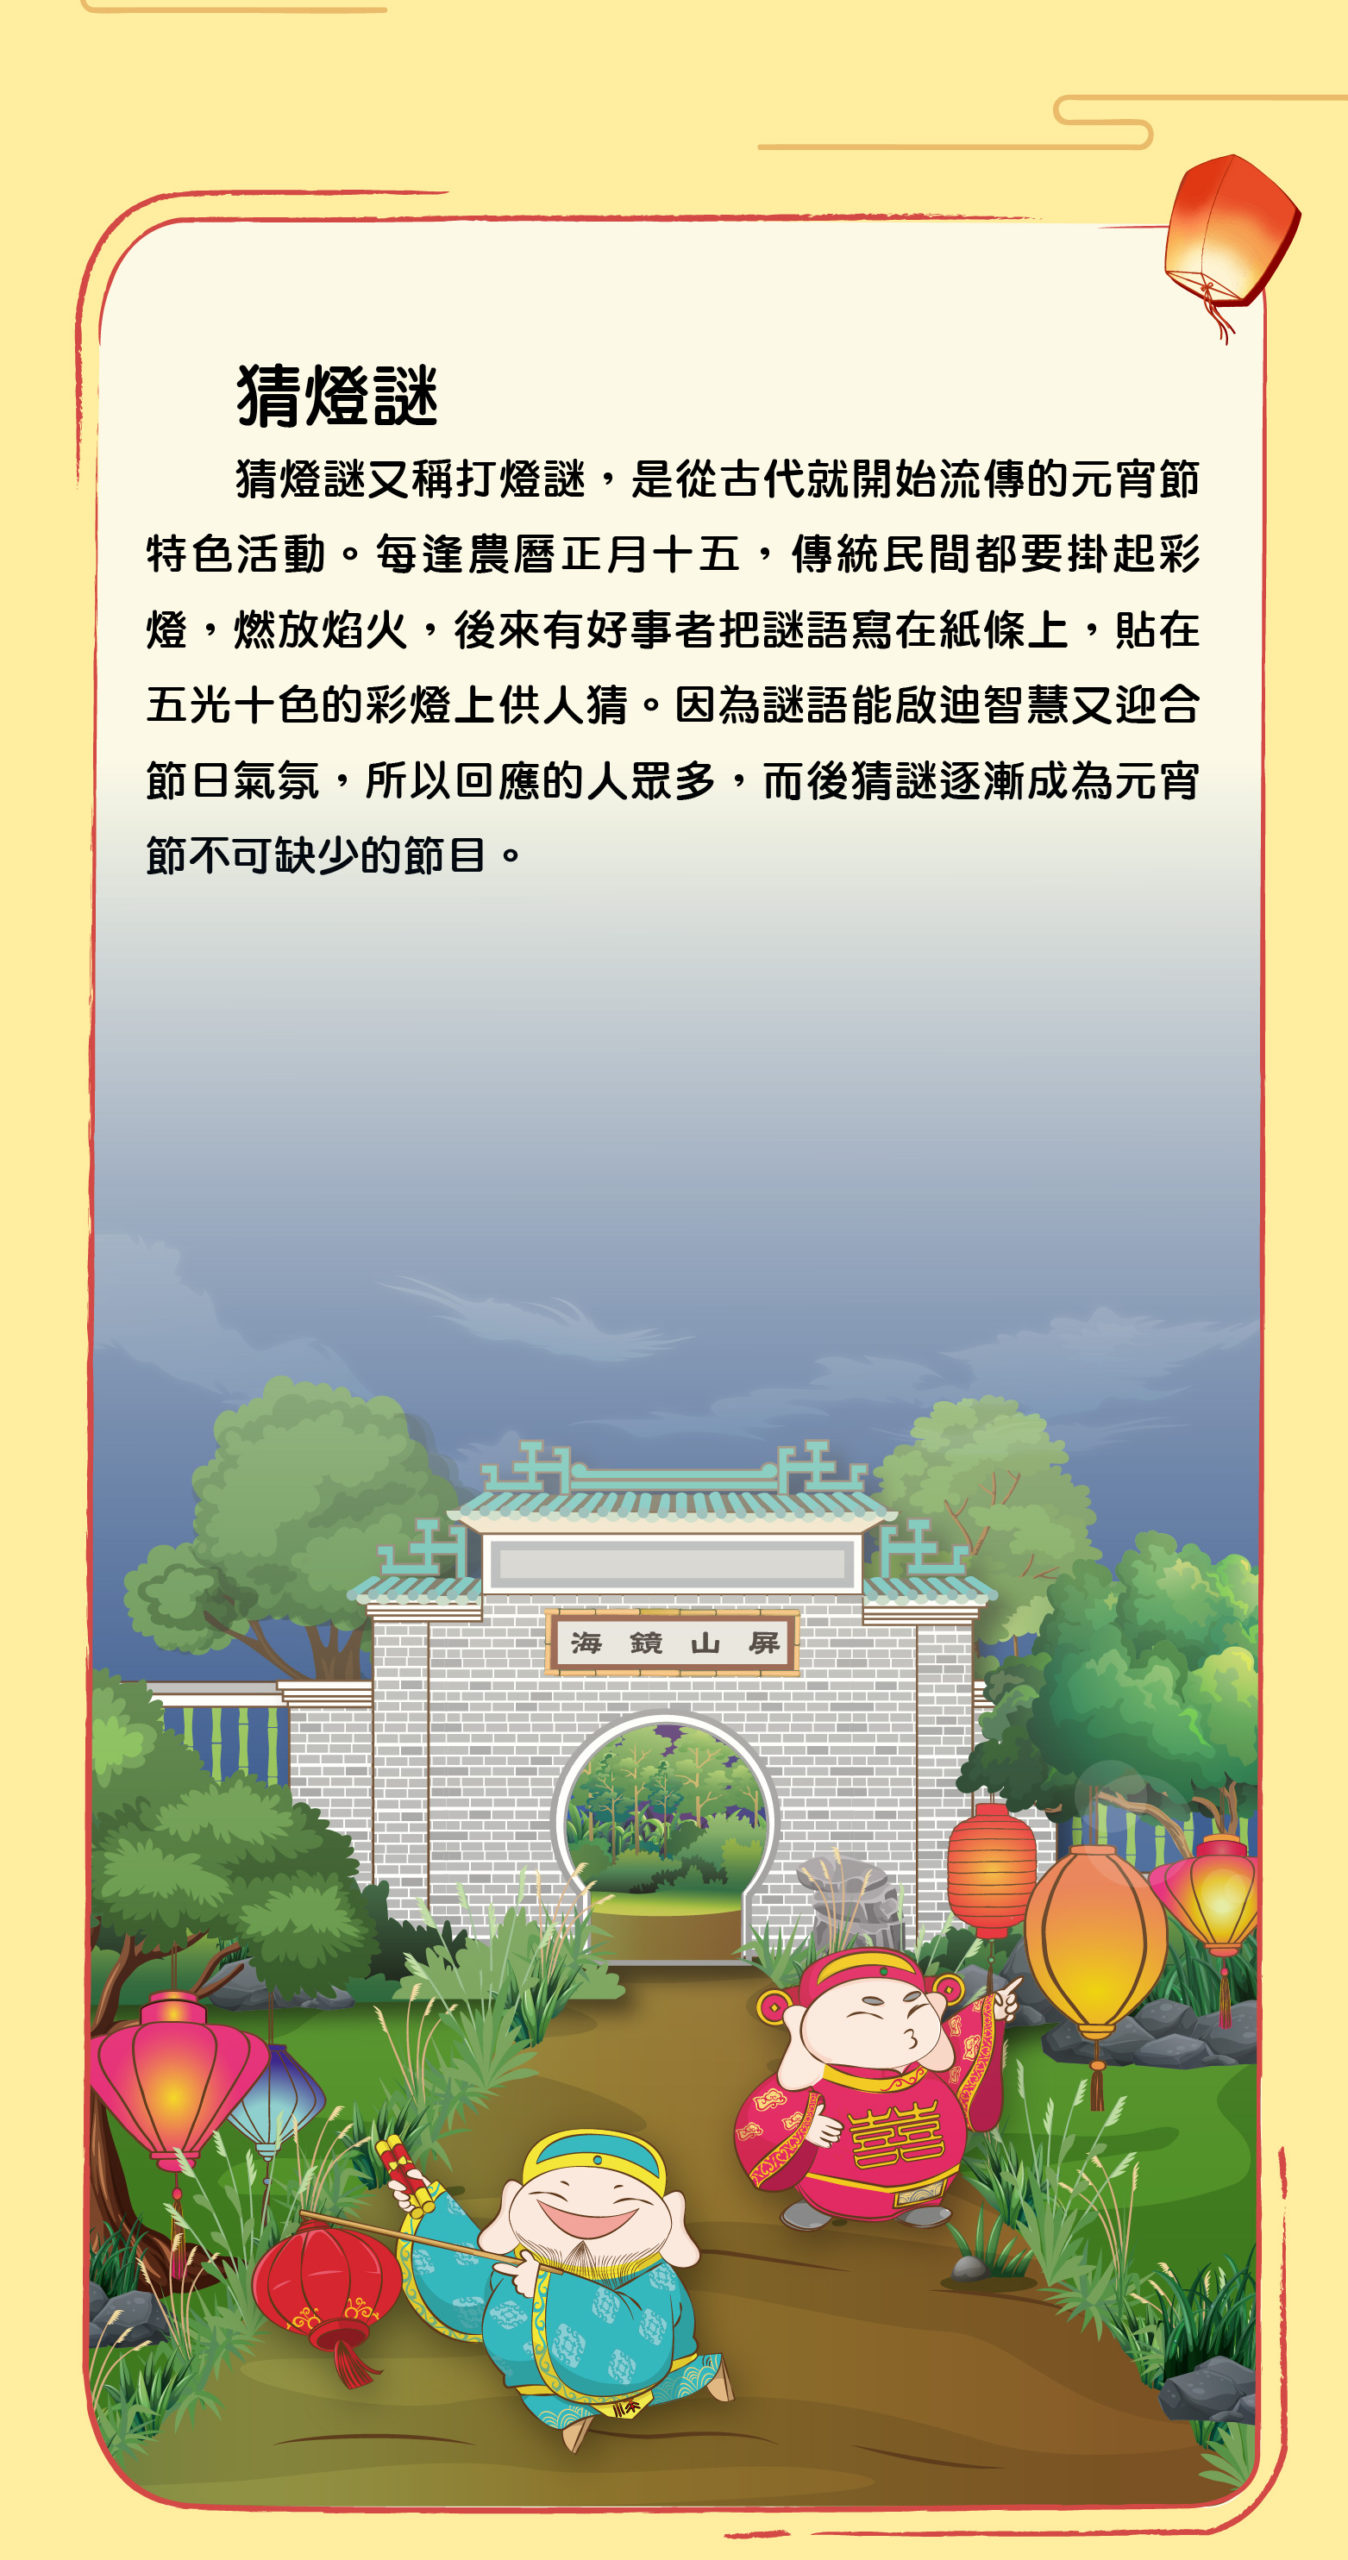 猜燈謎
猜燈謎又稱打燈謎，是從古代就開始流傳的元宵節
特色活動。每逢農曆正月十五，傳統民間都要掛起彩
燈，燃放焰火，後來有好事者把謎語寫在紙條上，貼在
五光十色的彩燈上供人猜。因為謎語能啟迪智慧又迎合
節日氣氛，所以回應的人眾多，而後猜謎逐漸成為元宵
節不可缺少的節目。
海鏡山屏
囍